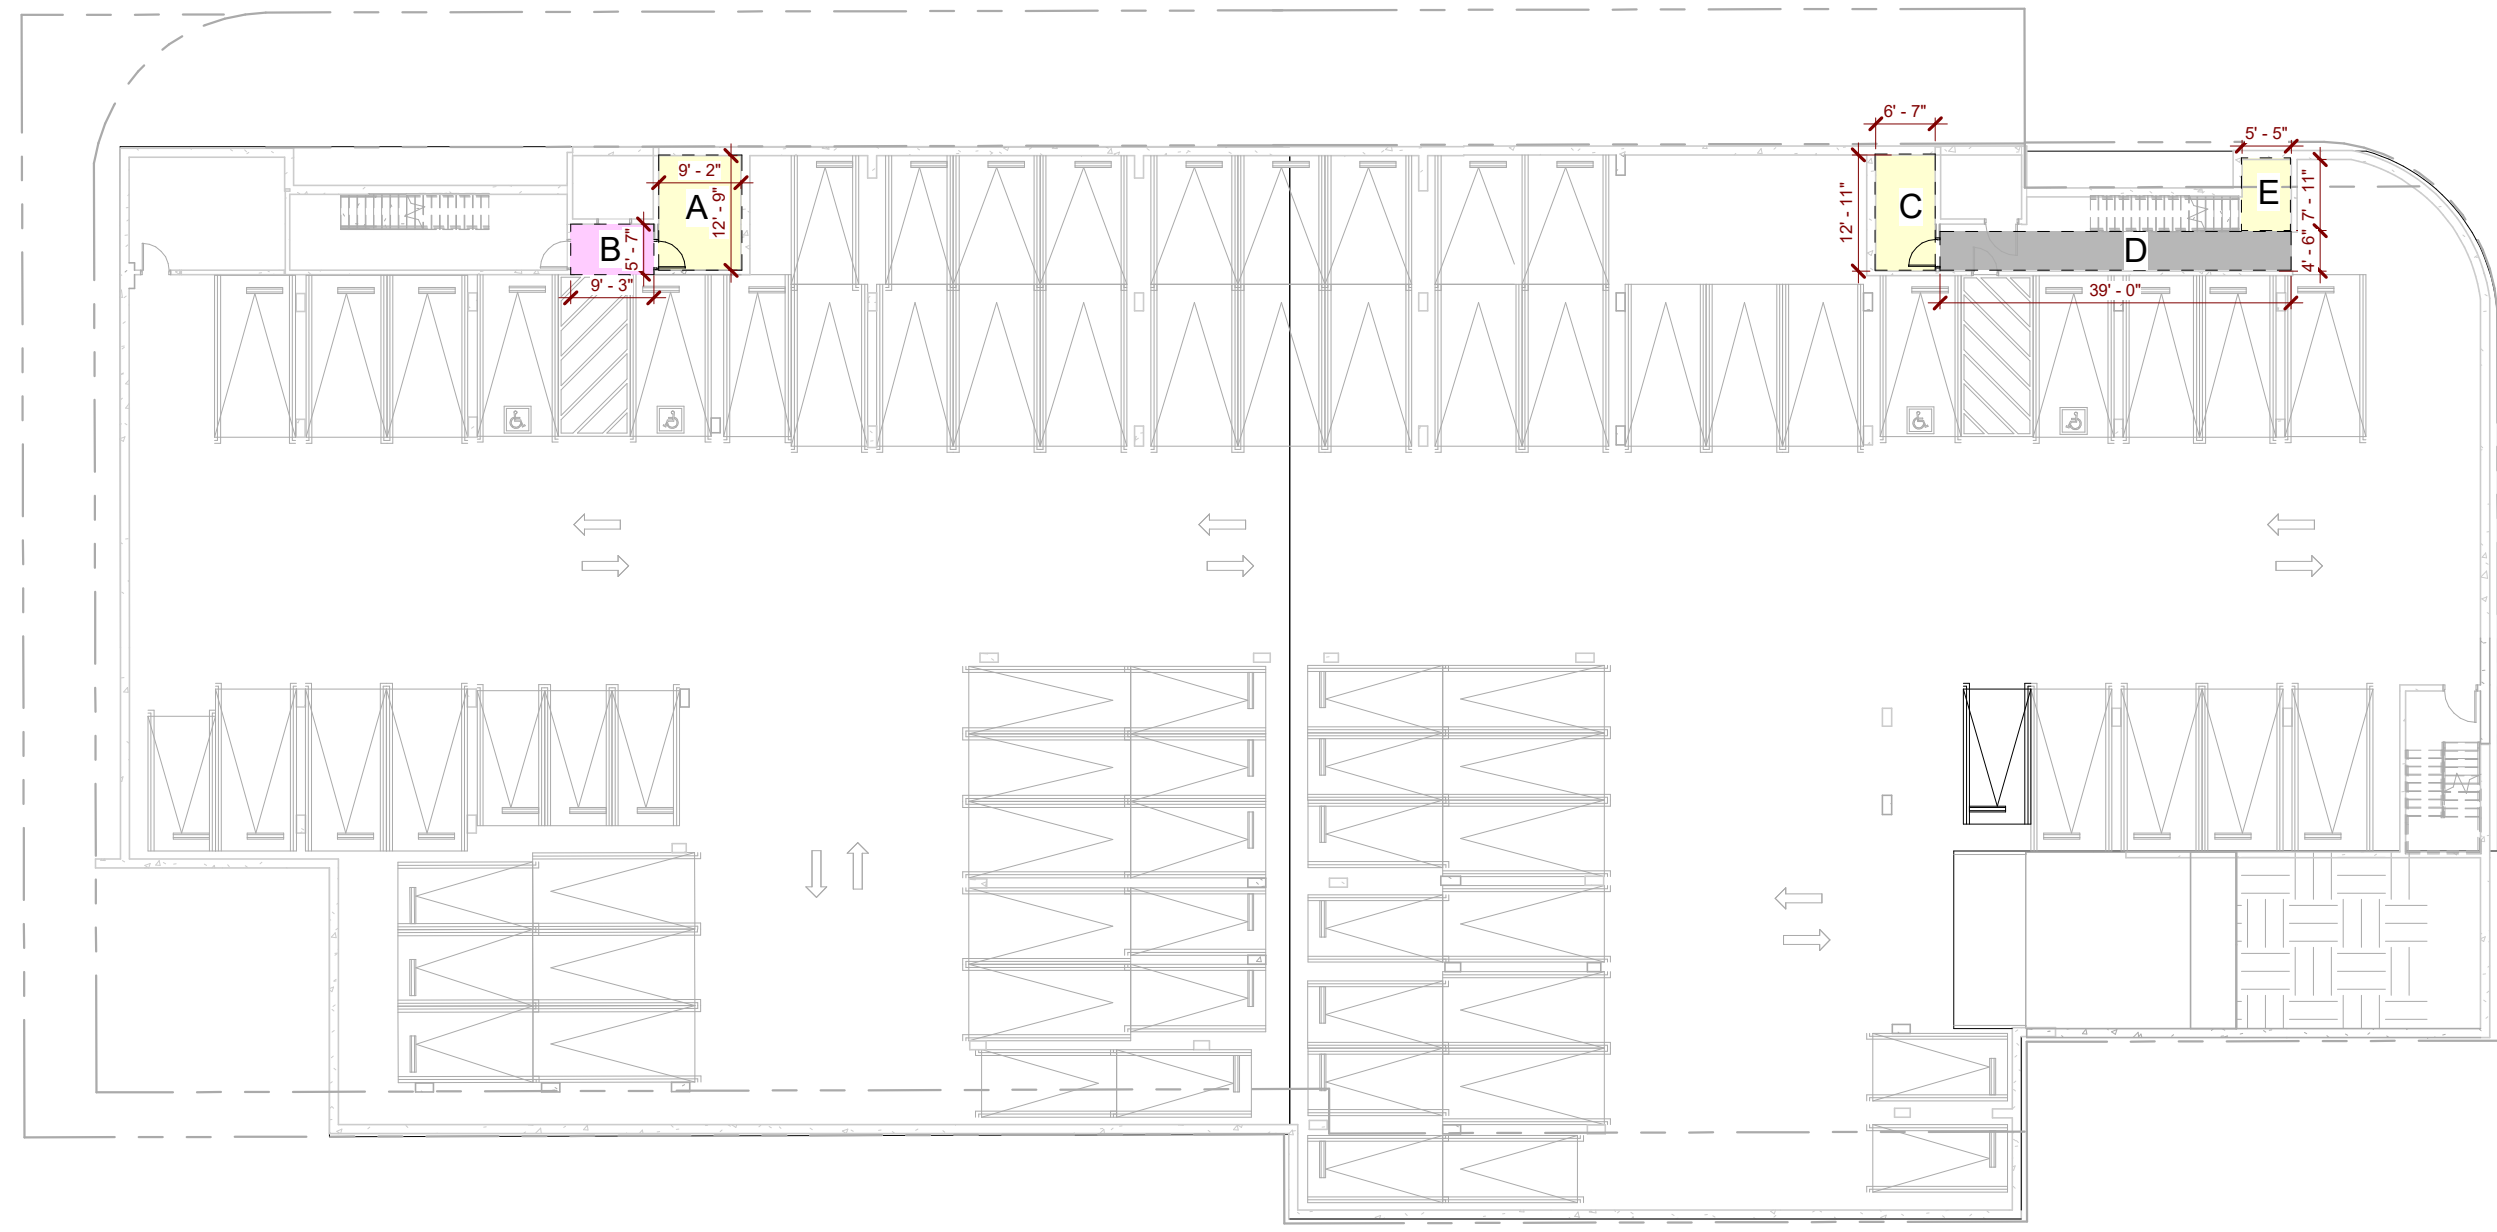 6' - 7"
5' - 5"
9' - 2"
A
12' - 9"
B
5' - 7"
9' - 3"
12' - 11"
C
E
7' - 11"
D
4' - 6"
39' - 0"